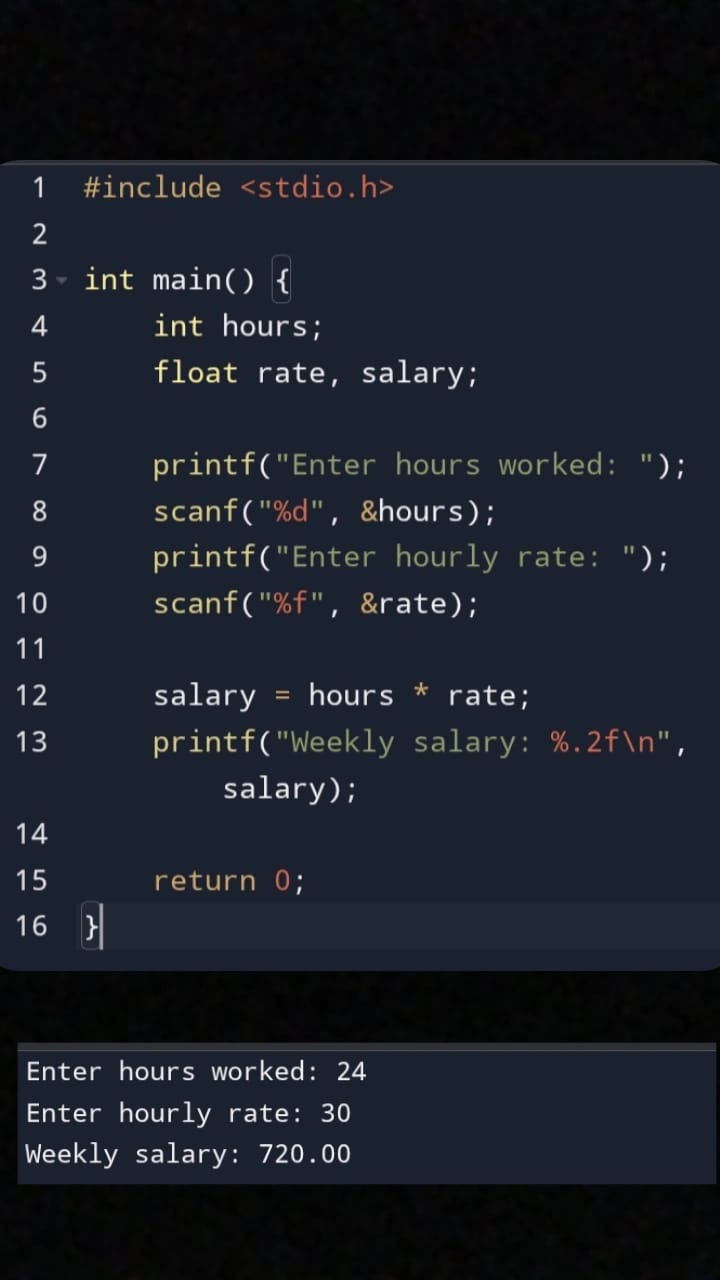 1 #include <stdio.h>
2
3 int main() {
4     int hours;
5     float rate, salary;
6
7     printf("Enter hours worked: ");
8     scanf("%d", &hours);
9     printf("Enter hourly rate: ");
10     scanf("%f", &rate);
11
12     salary = hours * rate;
13     printf("Weekly salary: %.2f\n",
        salary);
14
15     return 0;
16 }
Enter hours worked: 24
Enter hourly rate: 30
Weekly salary: 720.00